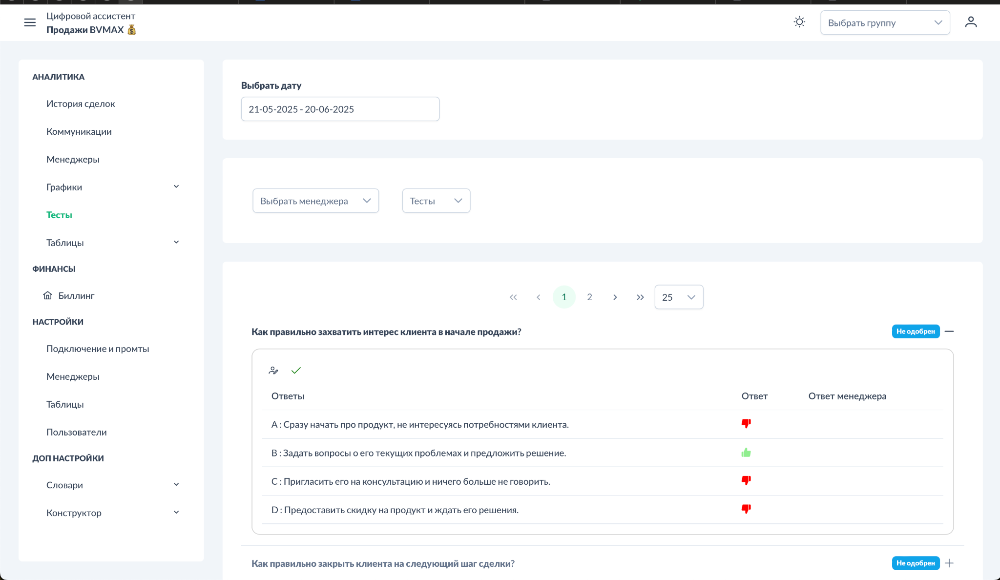 Цифровой ассистент
Продажи BVMAX 💰
Выбрать группу
АНАЛИТИКА
История сделок
Коммуникации
Менеджеры
Графики
Тесты
Таблицы
ФИНАНСЫ
Биллинг
НАСТРОЙКИ
Подключение и промты
Менеджеры
Таблицы
Пользователи
ДОП НАСТРОЙКИ
Словари
Конструктор
Выбрать дату
21-05-2025 - 20-06-2025
Выбрать менеджера
Тесты
1 2 25
Как правильно захватить интерес клиента в начале продажи? Не одобрен
Ответы Ответ Ответ менеджера
A : Сразу начать про продукт, не интересуясь потребностями клиента.
B : Задать вопросы о его текущих проблемах и предложить решение.
C : Пригласить его на консультацию и ничего больше не говорить.
D : Предоставить скидку на продукт и ждать его решения.
Как правильно закрыть клиента на следующий шаг сделки? Не одобрен